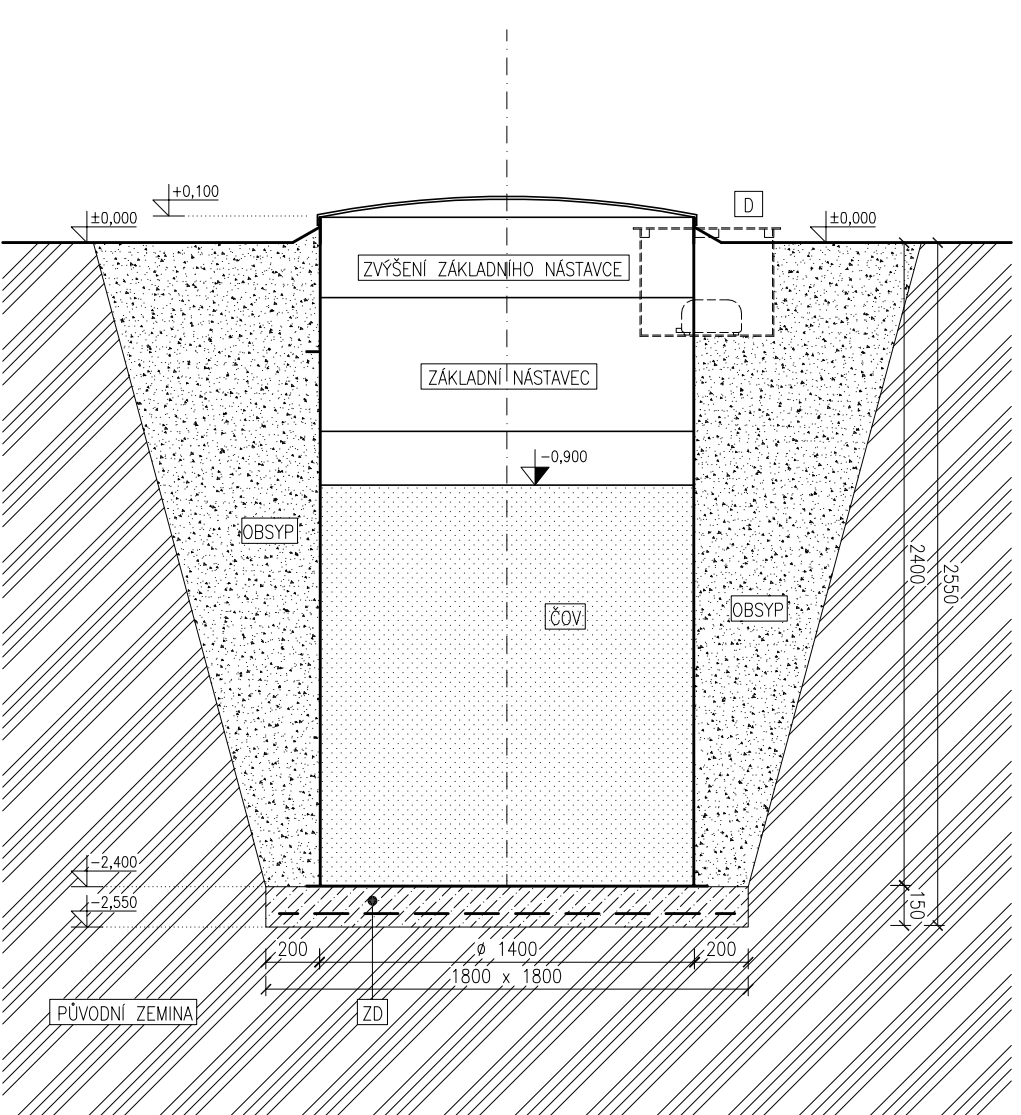 +0,100
±0,000
D
±0,000
ZVÝŠENÍ ZÁKLADNÍHO NÁSTAVCE
ZÁKLADNÍ NÁSTAVEC
-0,900
OBSYP
2400
2550
OBSYP
ČOV
-2,400
-2,550
150
200
ø 1400
200
1800 x 1800
PŮVODNÍ ZEMINA
ZD